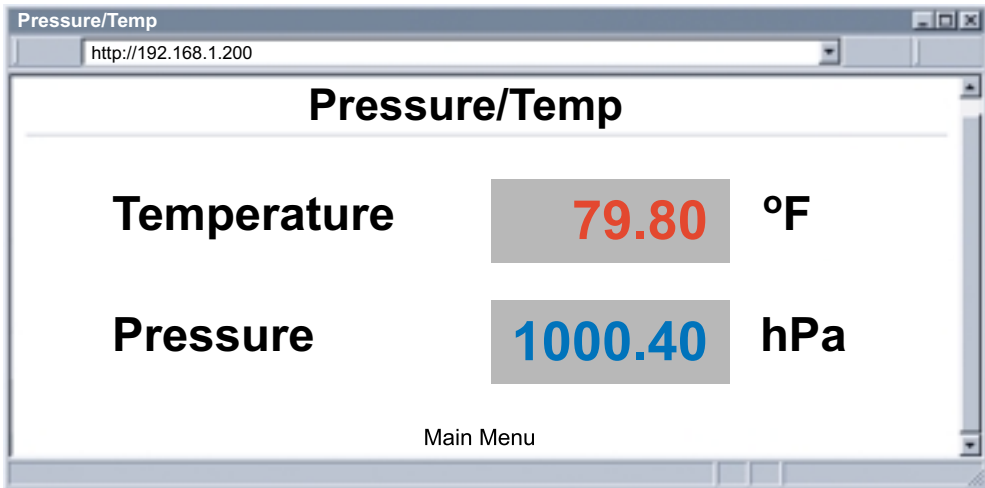 Pressure/Temp
http://192.168.1.200
Pressure/Temp
Temperature 79.80 ºF
Pressure 1000.40 hPa
Main Menu